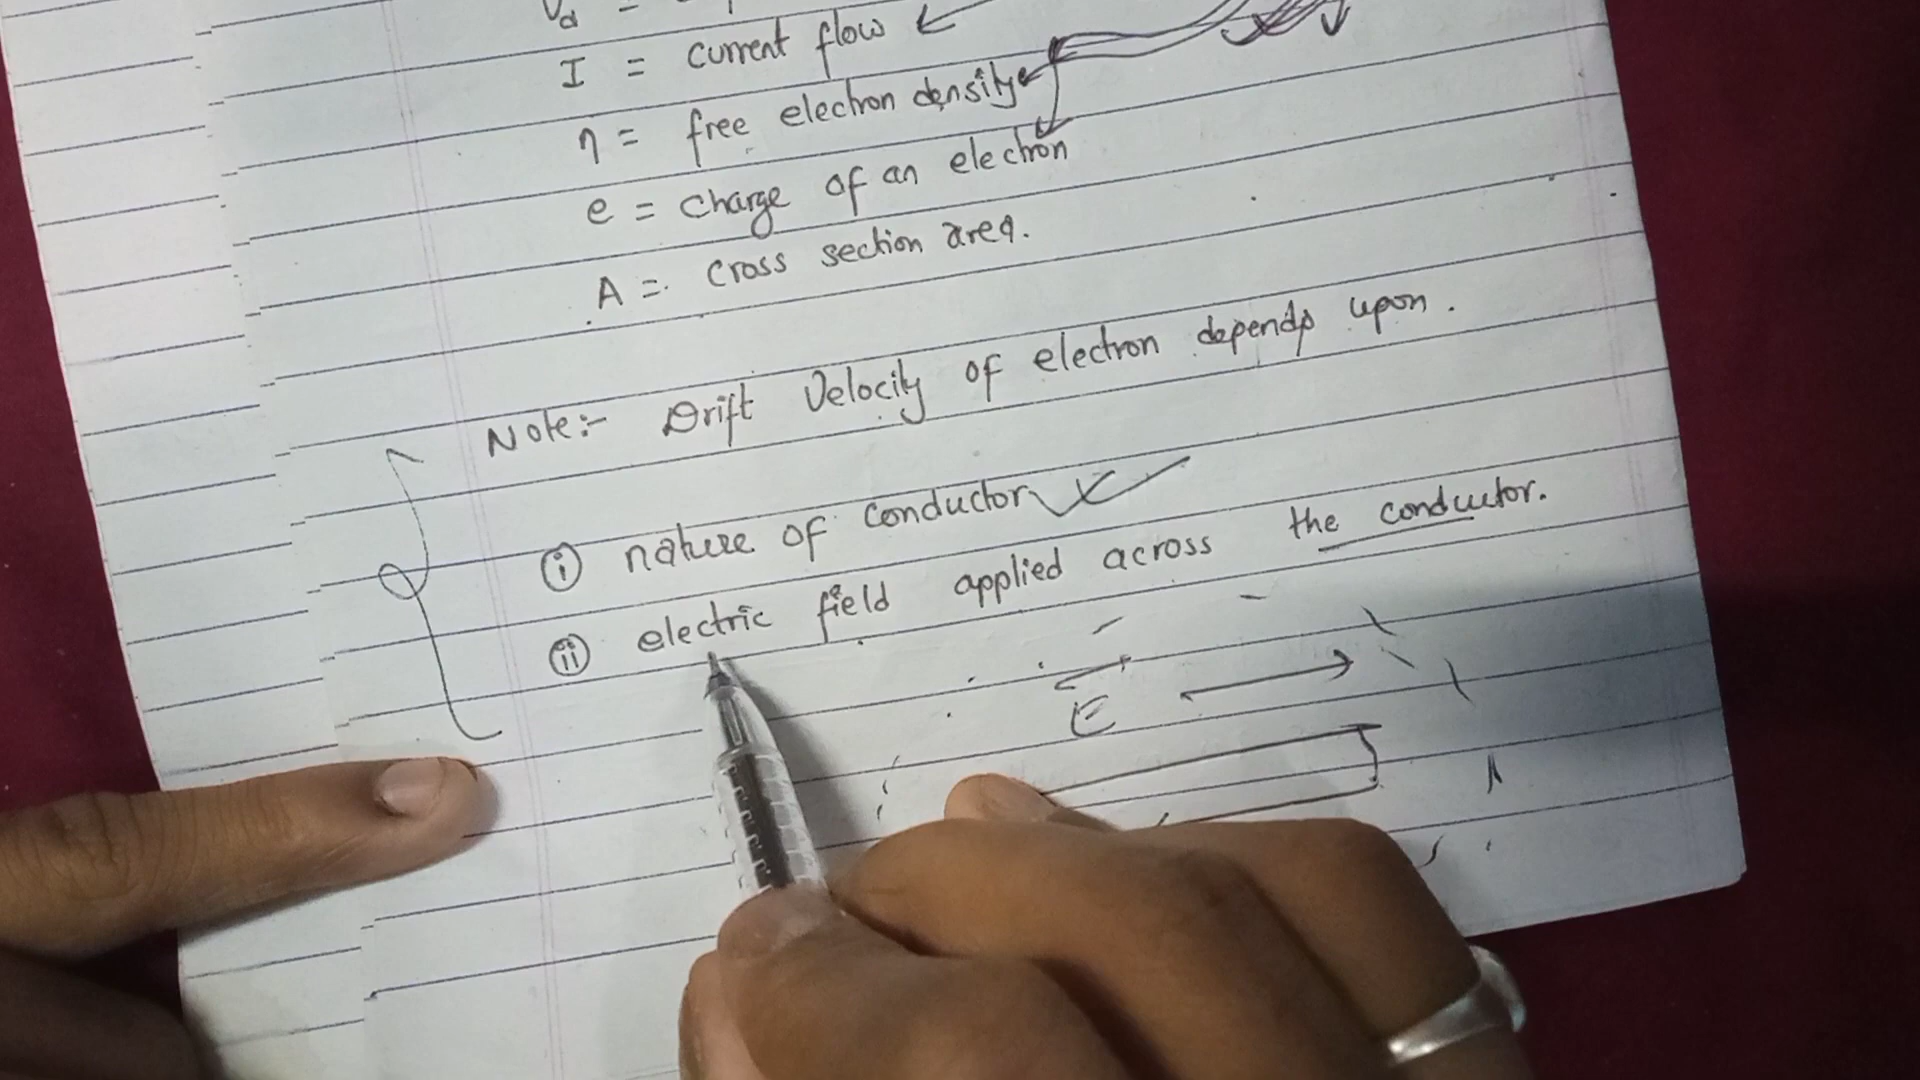 Vd =
I = current flow
η = free electron density
e = charge of an electron
A = cross section area.
Note:- Drift Velocity of electron depends upon.
(i) nature of conductor
(ii) electric field applied across the conductor.
E